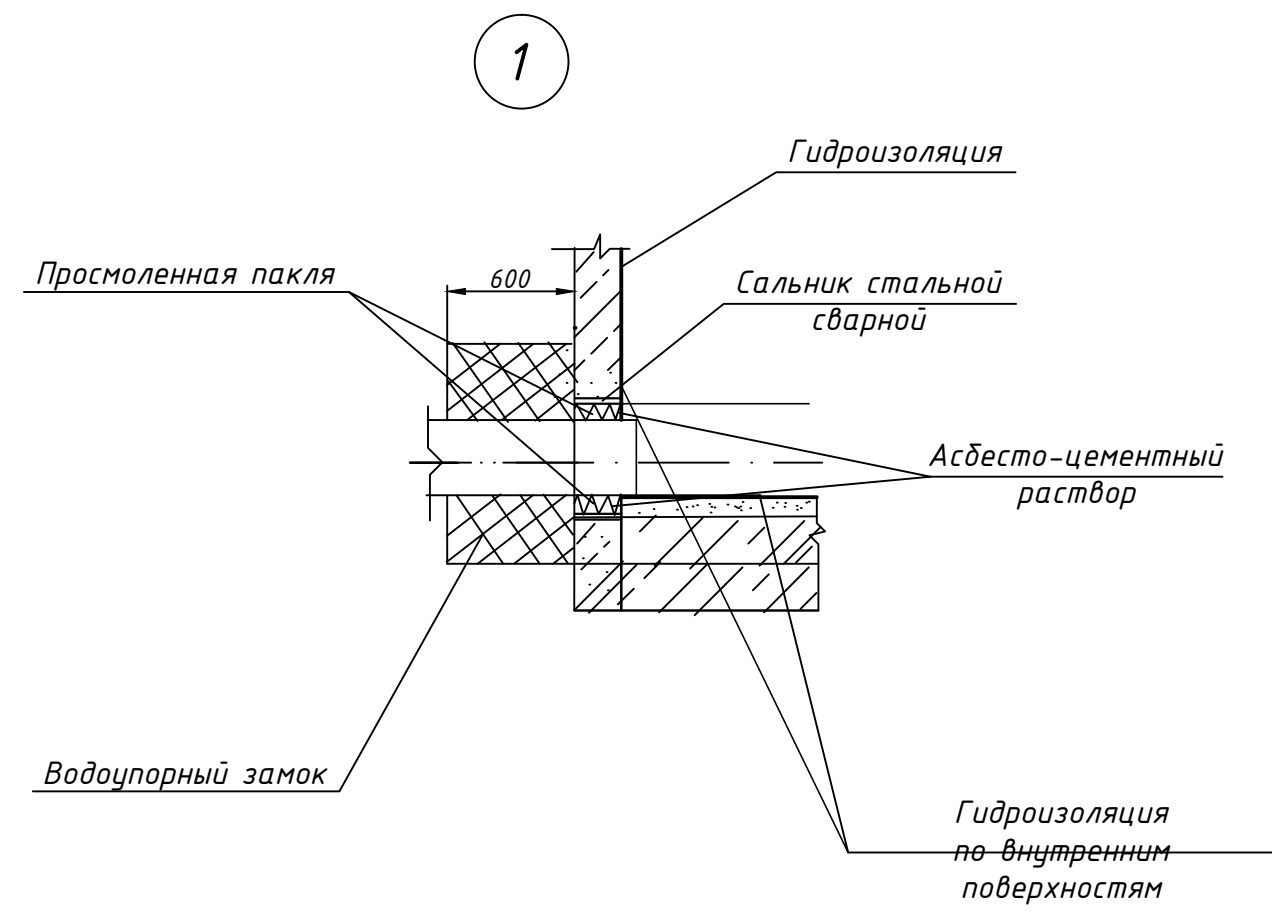 1
Гидроизоляция
Просмоленная пакля
600
Сальник стальной
сварной
Асбесто-цементный
раствор
Водоупорный замок
Гидроизоляция
по внутренним
поверхностям